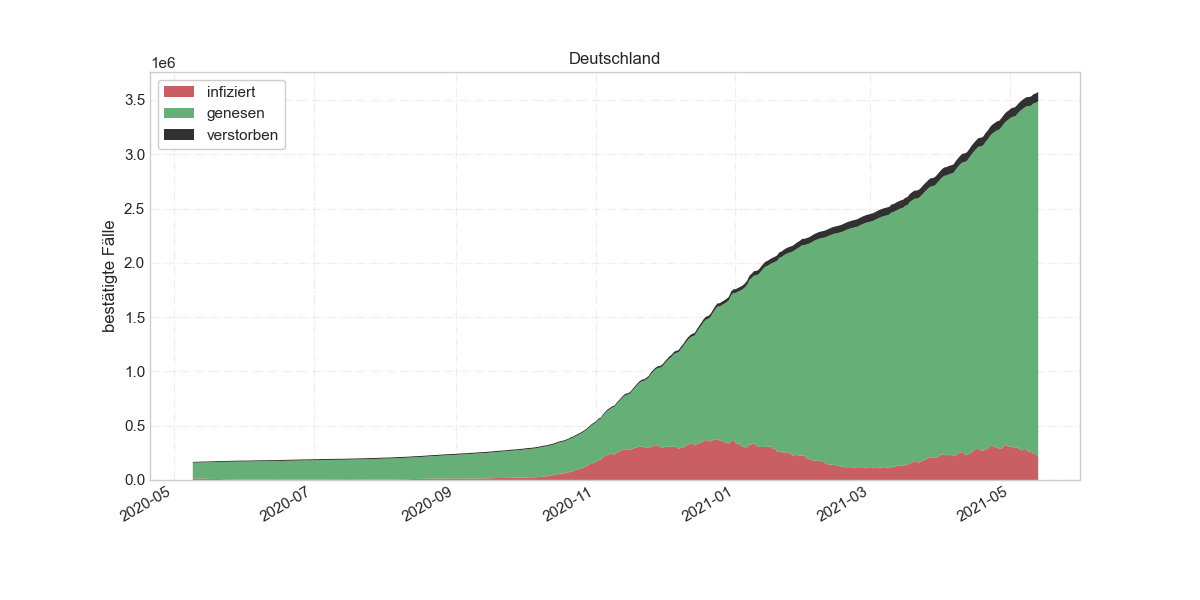 Deutschland
1e6
infiziert
genesen
verstorben
bestätigte Fälle
3.5
3.0
2.5
2.0
1.5
1.0
0.5
0.0
2020-05
2020-07
2020-09
2020-11
2021-01
2021-03
2021-05